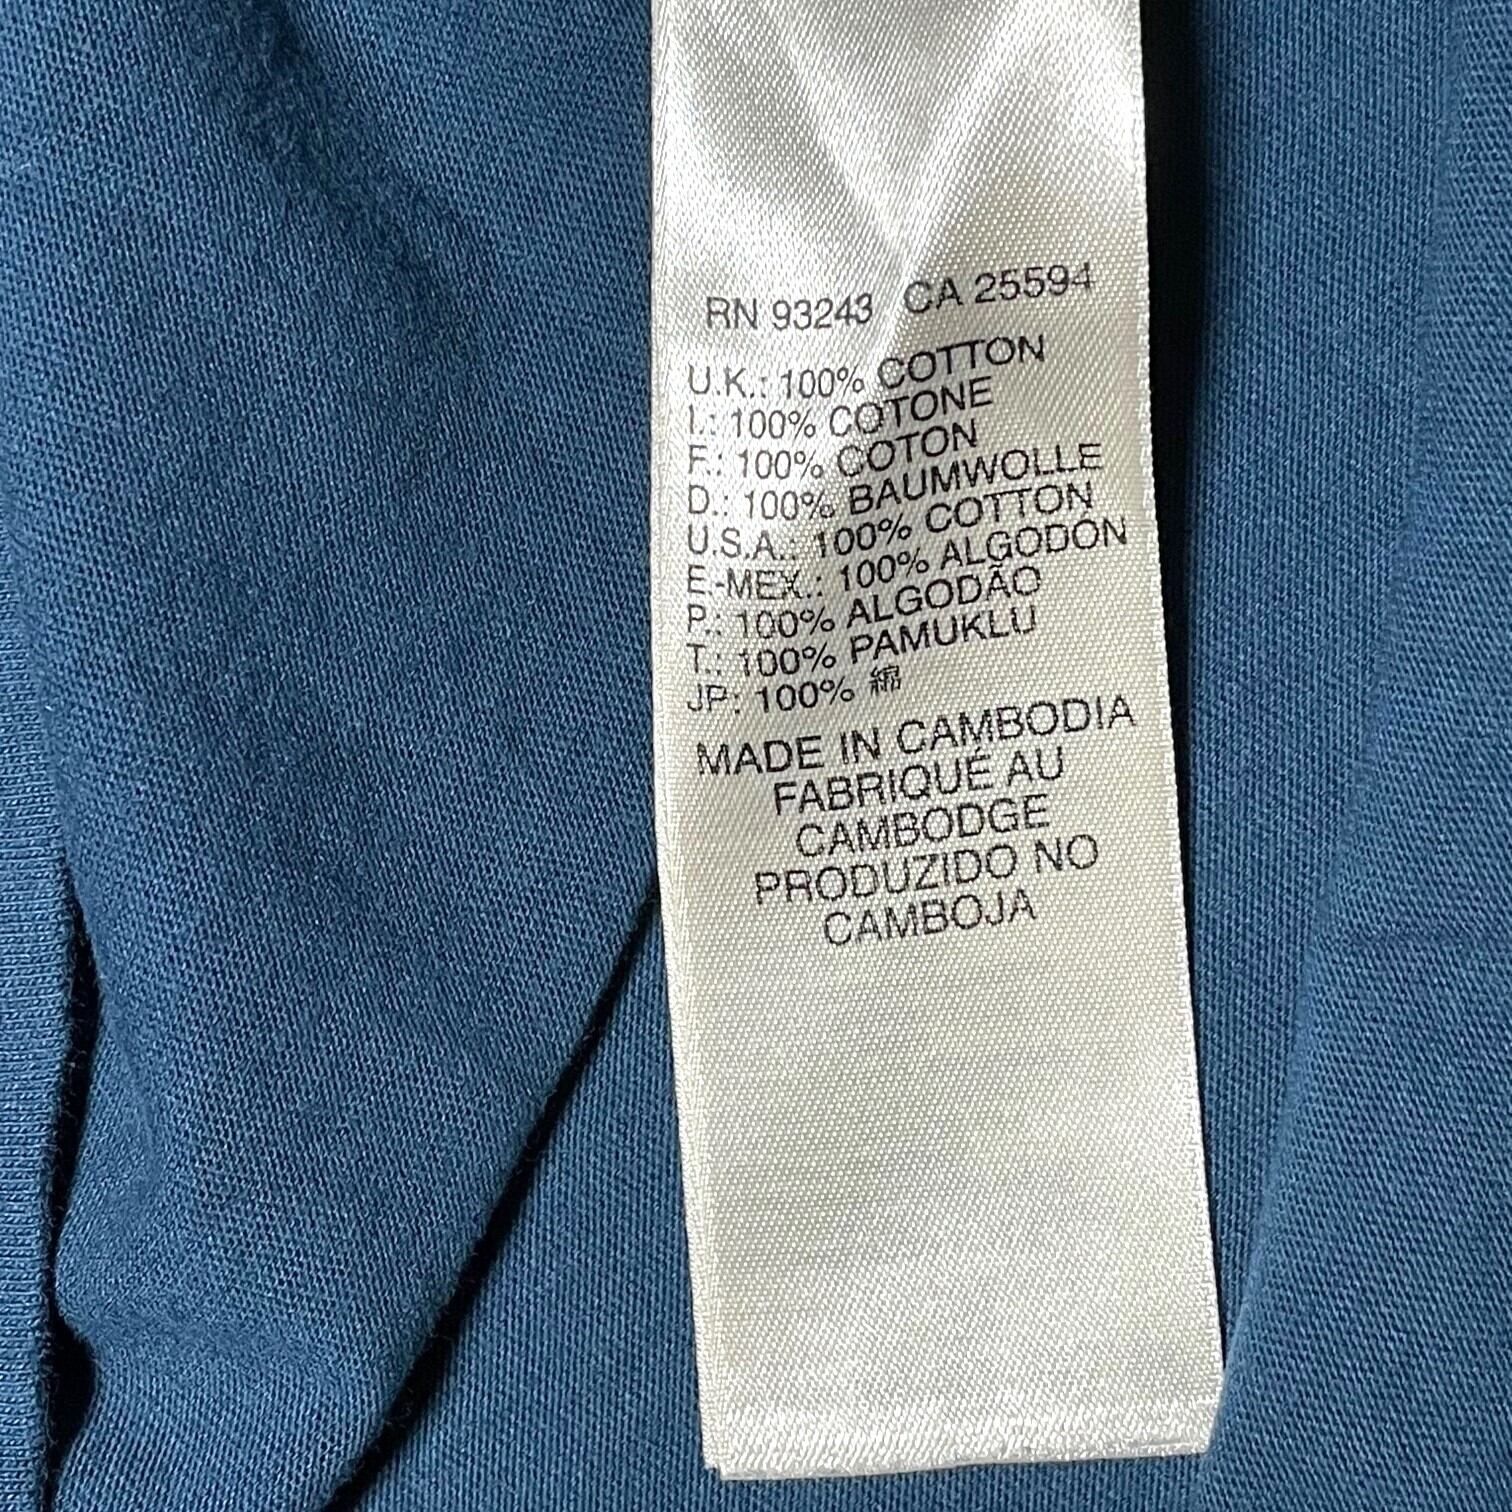 RN 93243 CA 25594
U.K.: 100% COTTON
I.: 100% COTONE
F.: 100% COTON
D.: 100% BAUMWOLLE
U.S.A.: 100% COTTON
E-MEX.: 100% ALGODÓN
P.: 100% ALGODÃO
T.: 100% PAMUKLU
JP: 100% 綿
MADE IN CAMBODIA
FABRIQUÉ AU
CAMBODGE
PRODUZIDO NO
CAMBOJA